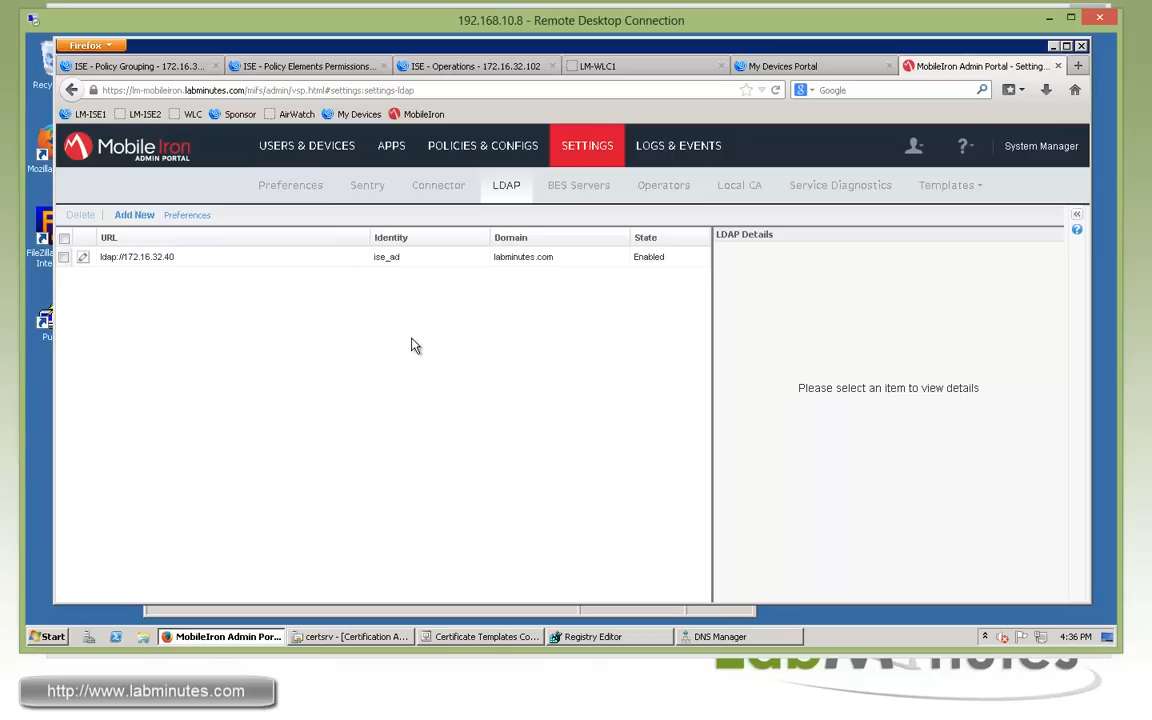 192.168.10.8 - Remote Desktop Connection
Firefox
ISE - Policy Grouping - 172.16.3...
ISE - Policy Elements Permissions...
ISE - Operations - 172.16.32.102
LM-WLC1
My Devices Portal
MobileIron Admin Portal - Setting...
https://lm-mobileiron.labminutes.com/mifs/admin/vsp.html#settings:settings-ldap
Google
LM-ISE1 LM-ISE2 WLC Sponsor AirWatch My Devices MobileIron
MobileIron
ADMIN PORTAL
USERS & DEVICES APPS POLICIES & CONFIGS SETTINGS LOGS & EVENTS
System Manager
Preferences Sentry Connector LDAP BES Servers Operators Local CA Service Diagnostics Templates
Delete Add New Preferences
URL Identity Domain State
ldap://172.16.32.40 ise_ad labminutes.com Enabled
LDAP Details
Please select an item to view details
Recy
Mozilla
FileZilla
Inte
Pu
Start
MobileIron Admin Por...
certsrv - [Certification A...
Certificate Templates Co...
Registry Editor
DNS Manager
4:36 PM
http://www.labminutes.com